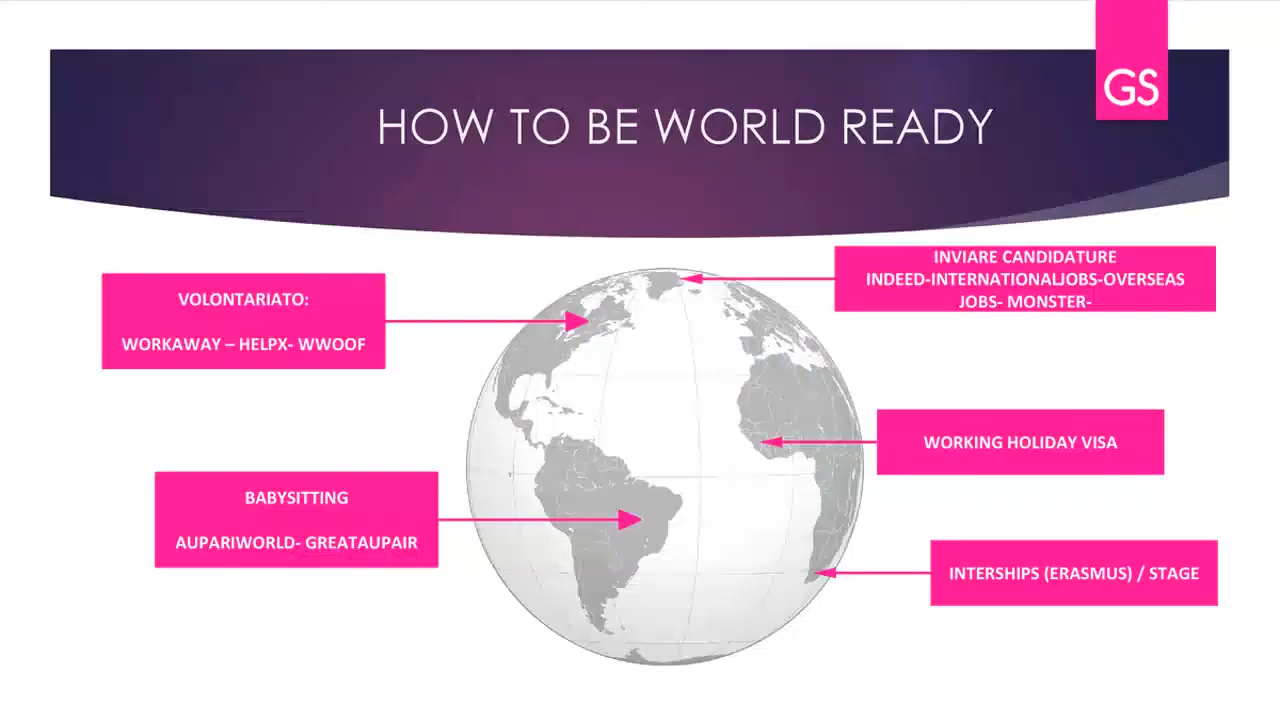 GS
HOW TO BE WORLD READY
INVIARE CANDIDATURE
INDEED-INTERNATIONALJOBS-OVERSEAS
JOBS- MONSTER-
VOLONTARIATO:
WORKAWAY – HELPX- WWOOF
WORKING HOLIDAY VISA
BABYSITTING
AUPARIWORLD- GREATAUPAIR
INTERSHIPS (ERASMUS) / STAGE